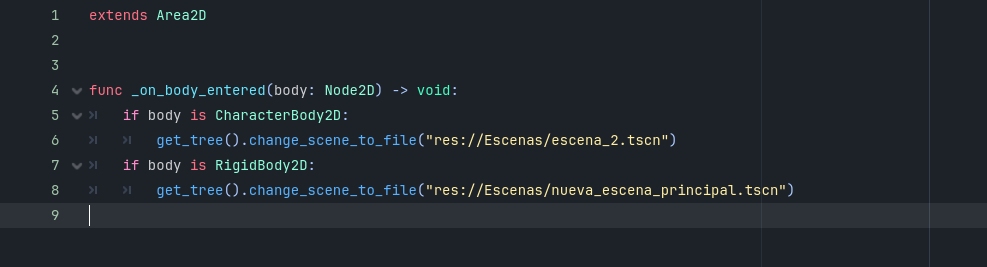 1 extends Area2D
2
3
4 func _on_body_entered(body: Node2D) -> void:
5 if body is CharacterBody2D:
6 get_tree().change_scene_to_file("res://Escenas/escena_2.tscn")
7 if body is RigidBody2D:
8 get_tree().change_scene_to_file("res://Escenas/nueva_escena_principal.tscn")
9